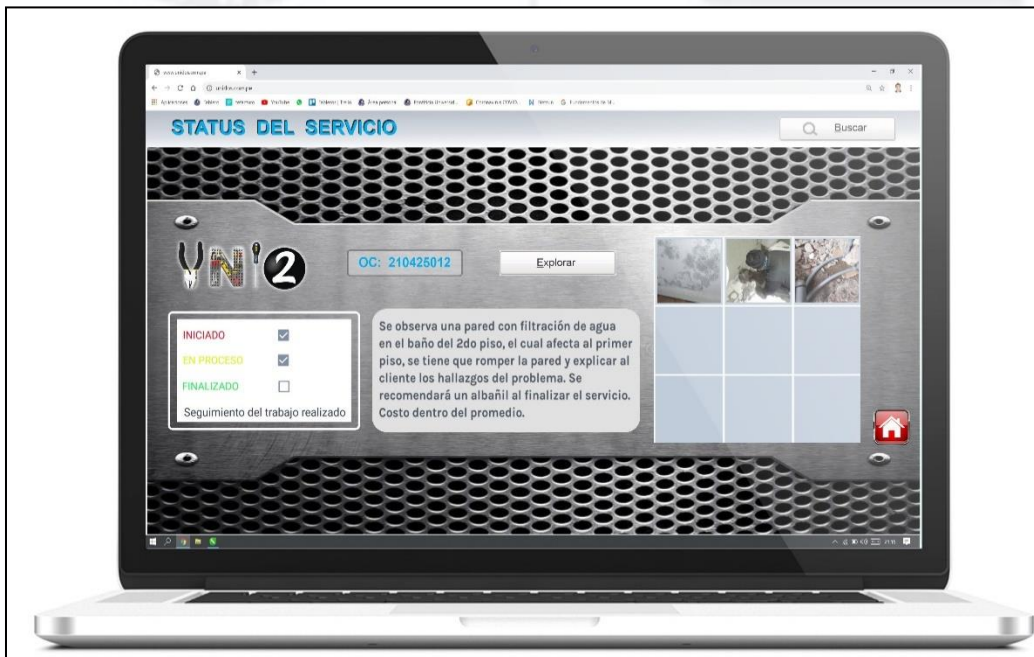 STATUS DEL SERVICIO
Buscar
VNI2
OC: 210425012
Explorar
INICIADO
EN PROCESO
FINALIZADO
Seguimiento del trabajo realizado
Se observa una pared con filtración de agua
en el baño del 2do piso, el cual afecta al primer
piso, se tiene que romper la pared y explicar al
cliente los hallazgos del problema. Se
recomendará un albañil al finalizar el servicio.
Costo dentro del promedio.